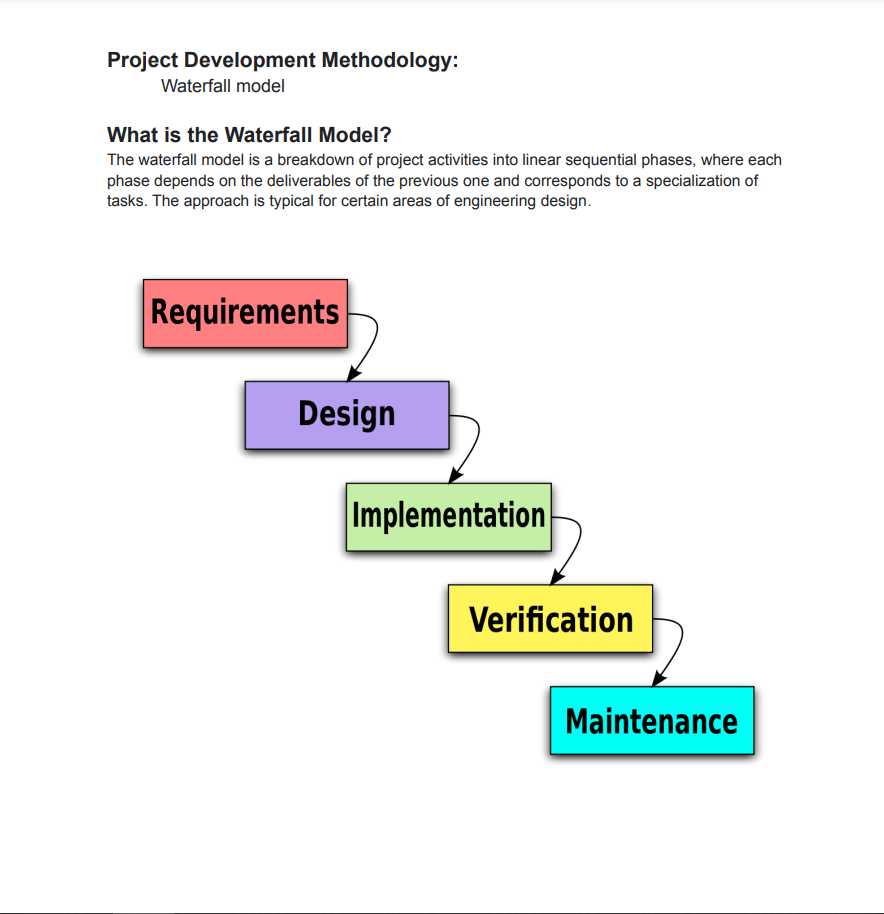 Project Development Methodology:
Waterfall model
What is the Waterfall Model?
The waterfall model is a breakdown of project activities into linear sequential phases, where each
phase depends on the deliverables of the previous one and corresponds to a specialization of
tasks. The approach is typical for certain areas of engineering design.
Requirements
Design
Implementation
Verification
Maintenance